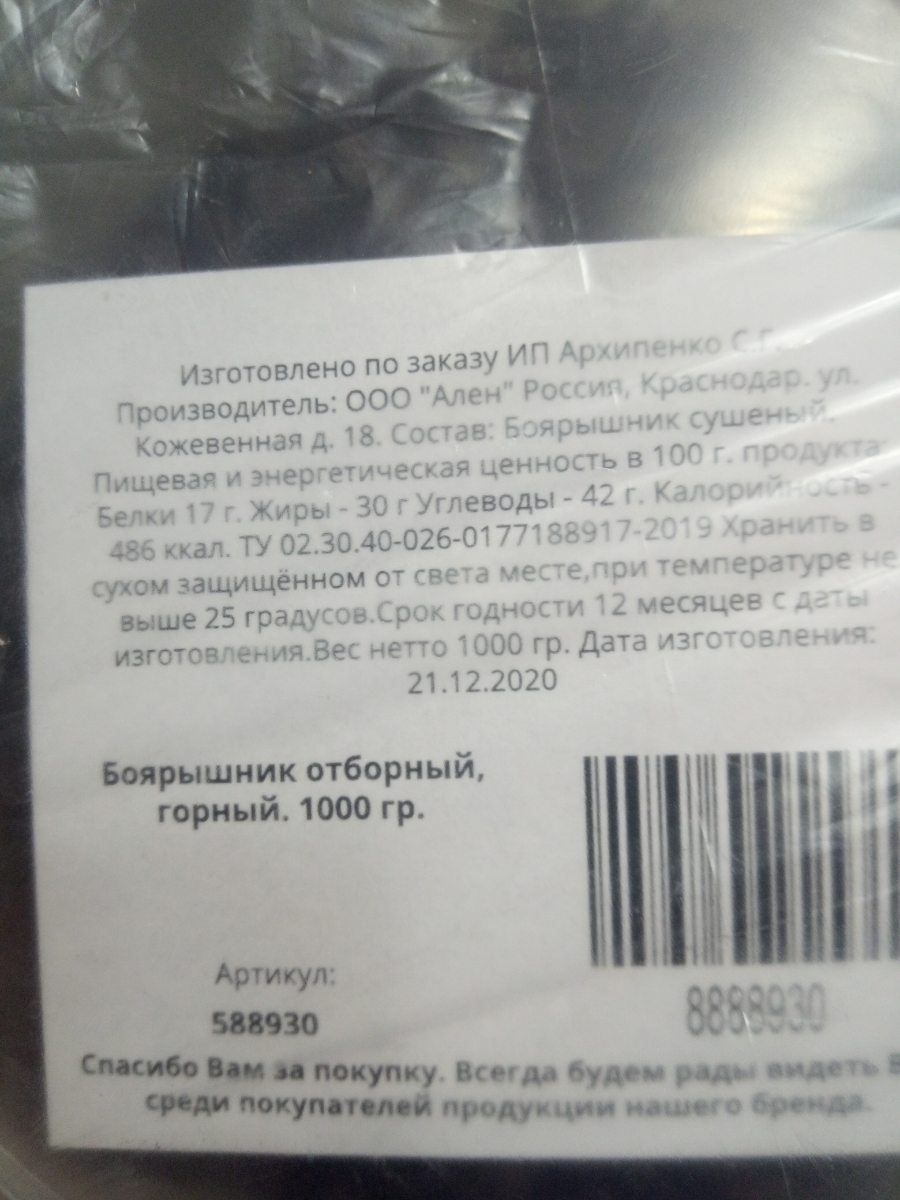 Изготовлено по заказу ИП Архипенко С.Г.
Производитель: ООО "Ален" Россия, Краснодар. ул.
Кожевенная д. 18. Состав: Боярышник сушеный.
Пищевая и энергетическая ценность в 100 г. продукта:
Белки 17 г. Жиры - 30 г Углеводы - 42 г. Калорийность -
486 ккал. ТУ 02.30.40-026-0177188917-2019 Хранить в
сухом защищённом от света месте,при температуре не
выше 25 градусов.Срок годности 12 месяцев с даты
изготовления.Вес нетто 1000 гр. Дата изготовления:
21.12.2020
Боярышник отборный,
горный. 1000 гр.
Артикул:
588930
8888930
Спасибо Вам за покупку. Всегда будем рады видеть
среди покупателей продукции нашего бренда.